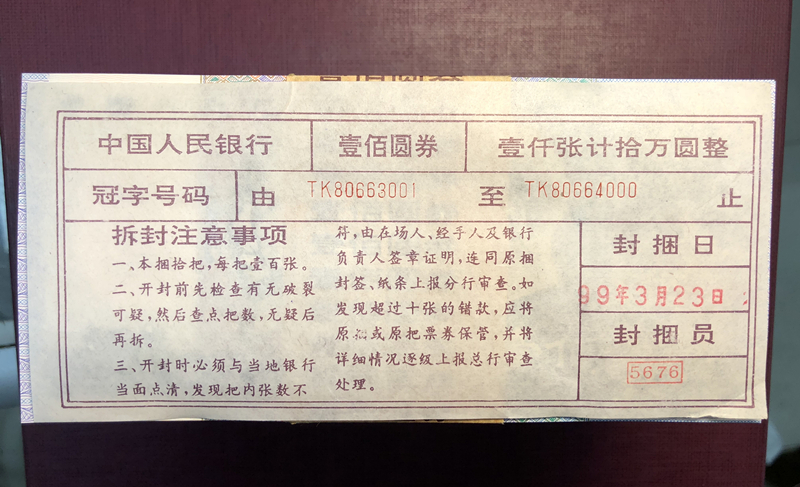 中国人民银行 壹佰圆券 壹仟张计拾万圆整
冠字号码 由 TK80663001 至 TK80664000 止
拆封注意事项
一、本捆拾把,每把壹百张。
二、开封前先检查有无破裂
可疑,然后查点把数,无疑后
再拆。
三、开封时必须与当地银行
当面点清,发现把内张数不
符,由在场人、经手人及银行
负责人签章证明,连同原捆
封签、纸条上报分行审查。如
发现超过十张的错款,应将
原捆或原把票券保管,并将
详细情况逐级上报总行审查
处理。
封捆日
99年3月23日
封捆员
5676